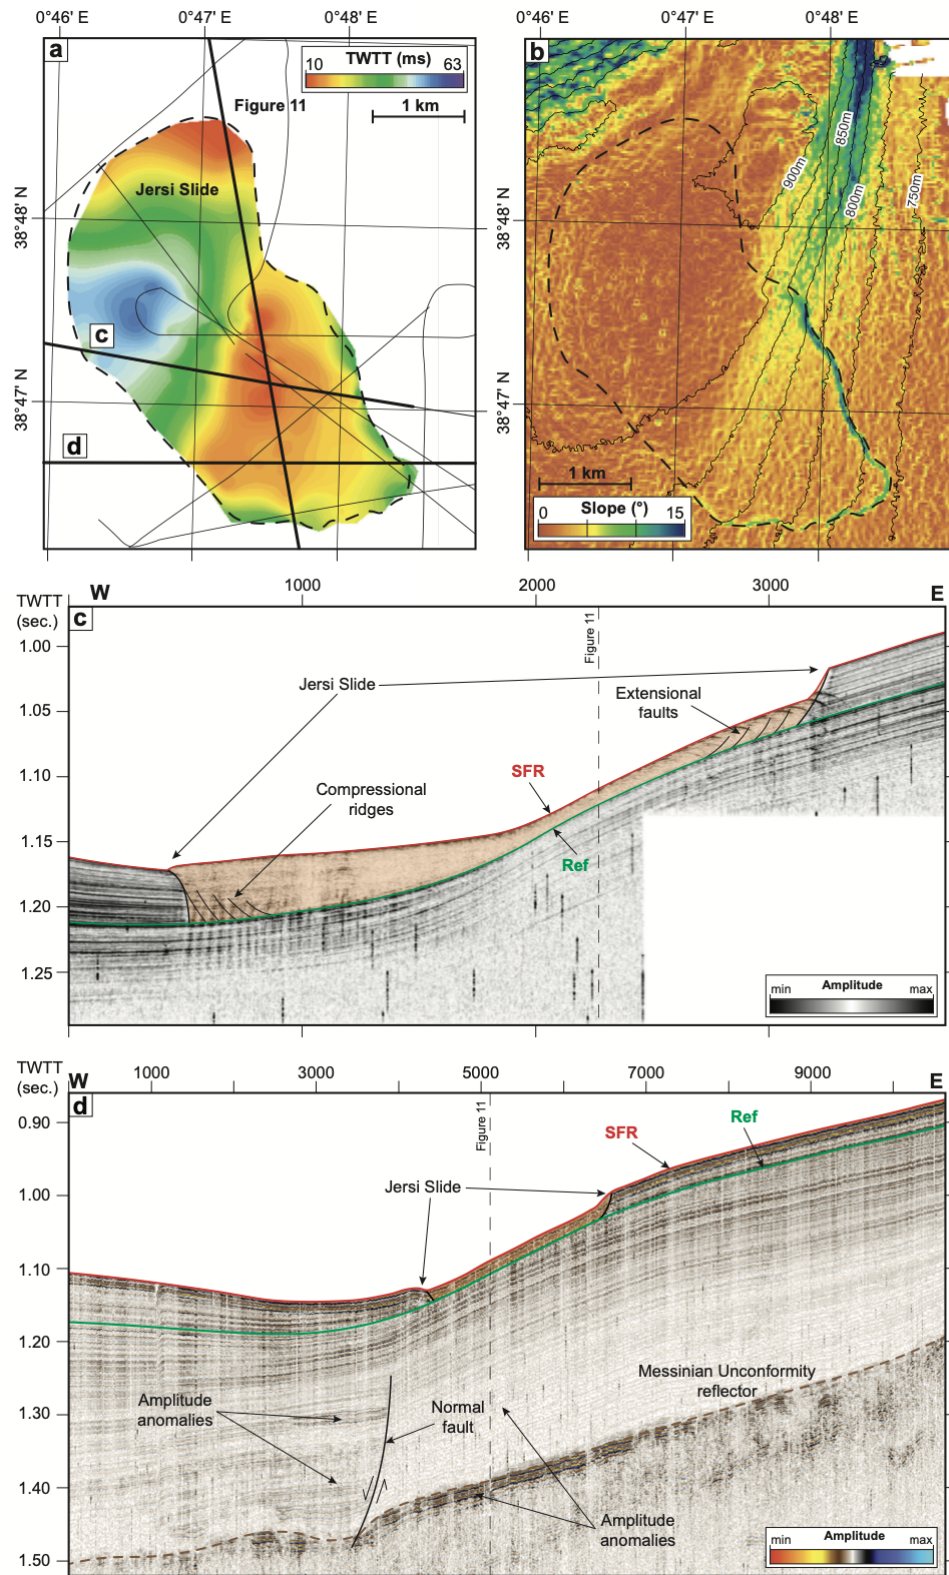 0°46' E 0°47' 0°48' 0°46' E 0°47' 0°48'
a
TWTT (ms)
10 63
1 km
Figure 11
Jersi Slide
38°48' N
38°47' N
c
d
b
850m
900m
800m
750m
38°48' N
38°47' N
1 km
Slope (°)
0 15
TWTT
(sec.)
W 1000 2000 3000 E
c
1.00
1.05
1.10
1.15
1.20
1.25
Figure 11
Jersi Slide
Extensional
faults
SFR
Compressional
ridges
Ref
min Amplitude max
TWTT
(sec.)
W 1000 3000 5000 7000 9000 E
d
0.90
1.00
1.10
1.20
1.30
1.40
1.50
Figure 11
Ref
SFR
Jersi Slide
Messinian Unconformity
reflector
Amplitude
anomalies
Normal
fault
Amplitude
anomalies
min Amplitude max